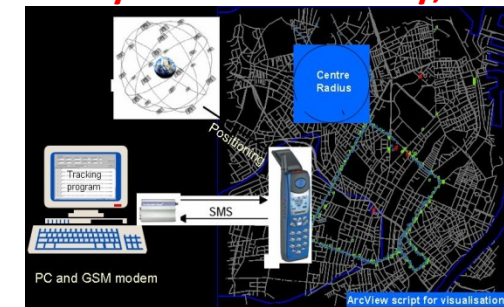 Centre
Radius
Positioning
Tracking
program
SMS
PC and GSM modem
ArcView script for visualisation